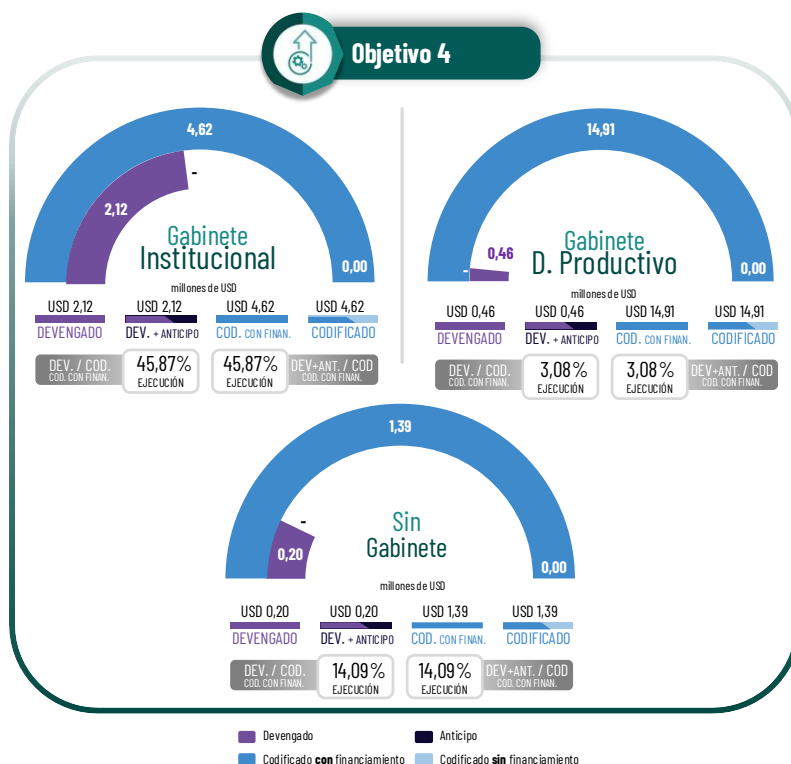 Objetivo 4
4,62
-
2,12
Gabinete
Institucional
0,00
millones de USD
USD 2,12
USD 2,12
USD 4,62
USD 4,62
DEVENGADO
DEV. + ANTICIPO
COD. CON FINAN.
CODIFICADO
DEV. / COD.
COD. CON FINAN.
45,87%
EJECUCIÓN
45,87%
EJECUCIÓN
DEV+ANT. / COD
COD. CON FINAN.
14,91
0,46
-
Gabinete
D. Productivo
0,00
millones de USD
USD 0,46
USD 0,46
USD 14,91
USD 14,91
DEVENGADO
DEV. + ANTICIPO
COD. CON FINAN.
CODIFICADO
DEV. / COD.
COD. CON FINAN.
3,08%
EJECUCIÓN
3,08%
EJECUCIÓN
DEV+ANT. / COD
COD. CON FINAN.
1,39
-
0,20
Sin
Gabinete
0,00
millones de USD
USD 0,20
USD 0,20
USD 1,39
USD 1,39
DEVENGADO
DEV. + ANTICIPO
COD. CON FINAN.
CODIFICADO
DEV. / COD.
COD. CON FINAN.
14,09%
EJECUCIÓN
14,09%
EJECUCIÓN
DEV+ANT. / COD
COD. CON FINAN.
Devengado
Anticipo
Codificado con financiamiento
Codificado sin financiamiento